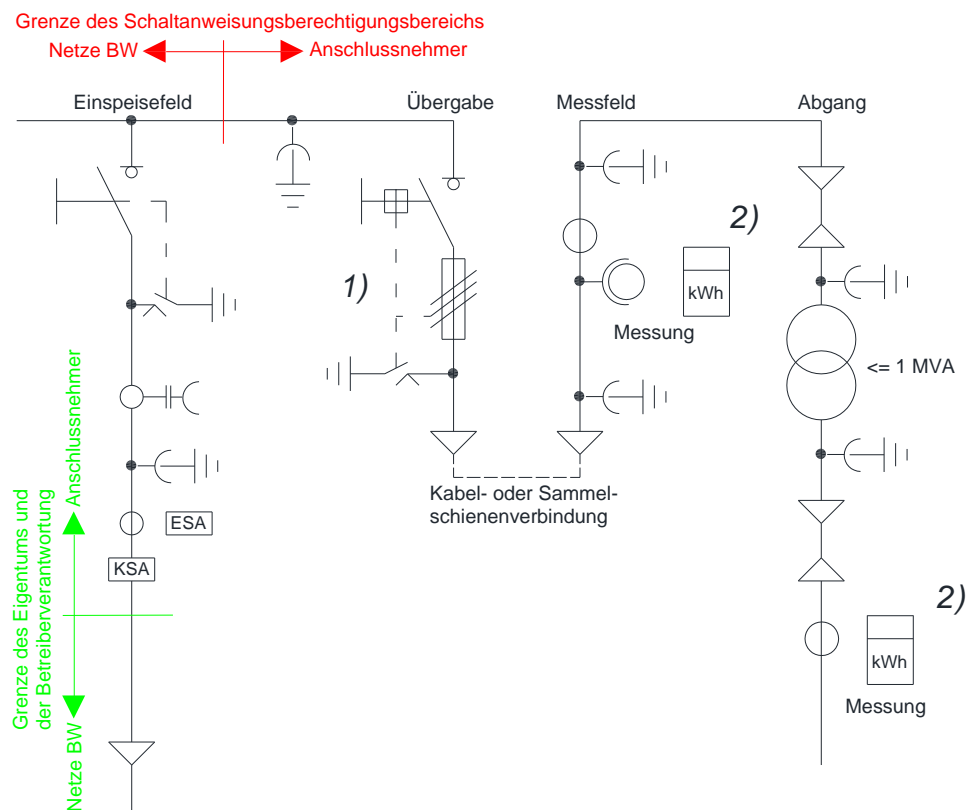 Grenze des Schaltanweisungsberechtigungsbereichs
Netze BW
Anschlussnehmer
Einspeisefeld
Übergabe
Messfeld
Abgang
2)
1)
kWh
Messung
<= 1 MVA
Kabel- oder Sammel-
schienenverbindung
ESA
KSA
Grenze des Eigentums und
der Betreiberverantwortung
Anschlussnehmer
Netze BW
2)
kWh
Messung